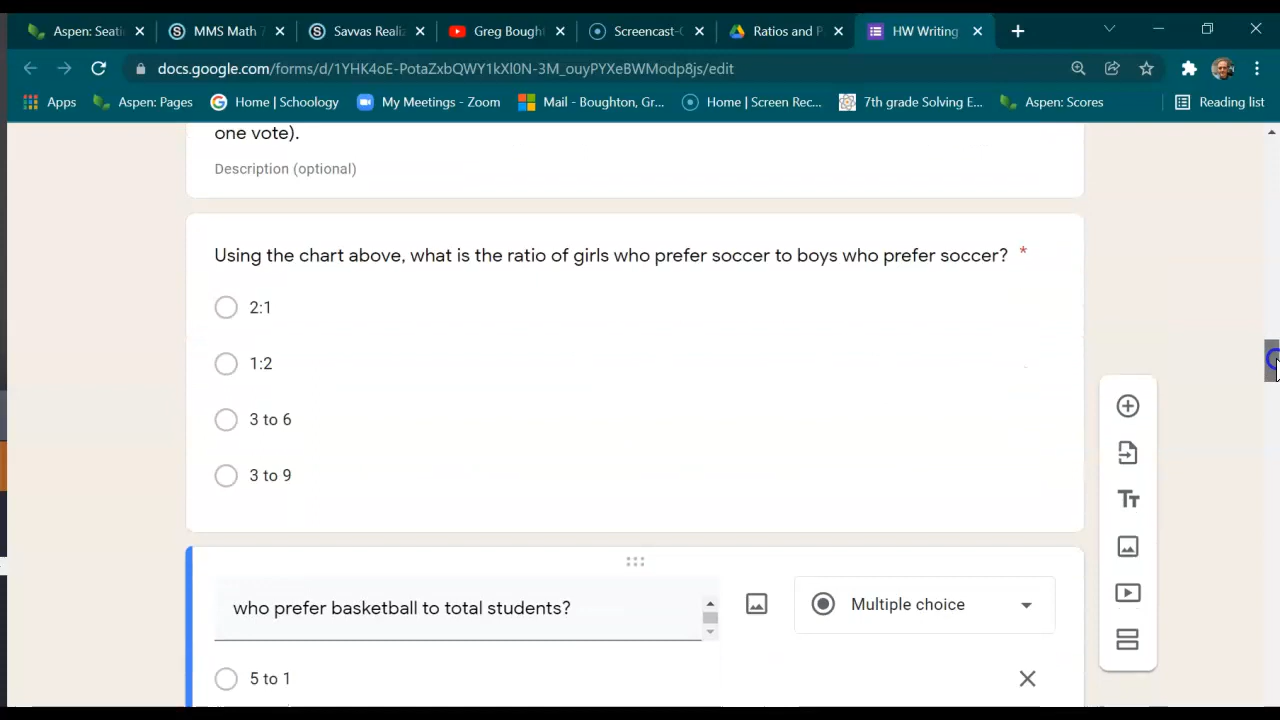 Aspen: Seati
MMS Math 7
Savvas Realiz
Greg Bought
Screencast-O
Ratios and P
HW Writing
docs.google.com/forms/d/1YHK4oE-PotaZxbQWY1kXl0N-3M_ouyPYXeBWModp8js/edit
Apps
Aspen: Pages
Home | Schoology
My Meetings - Zoom
Mail - Boughton, Gr...
Home | Screen Rec...
7th grade Solving E...
Aspen: Scores
Reading list
one vote).
Description (optional)
Using the chart above, what is the ratio of girls who prefer soccer to boys who prefer soccer? *
2:1
1:2
3 to 6
3 to 9
who prefer basketball to total students?
Multiple choice
5 to 1